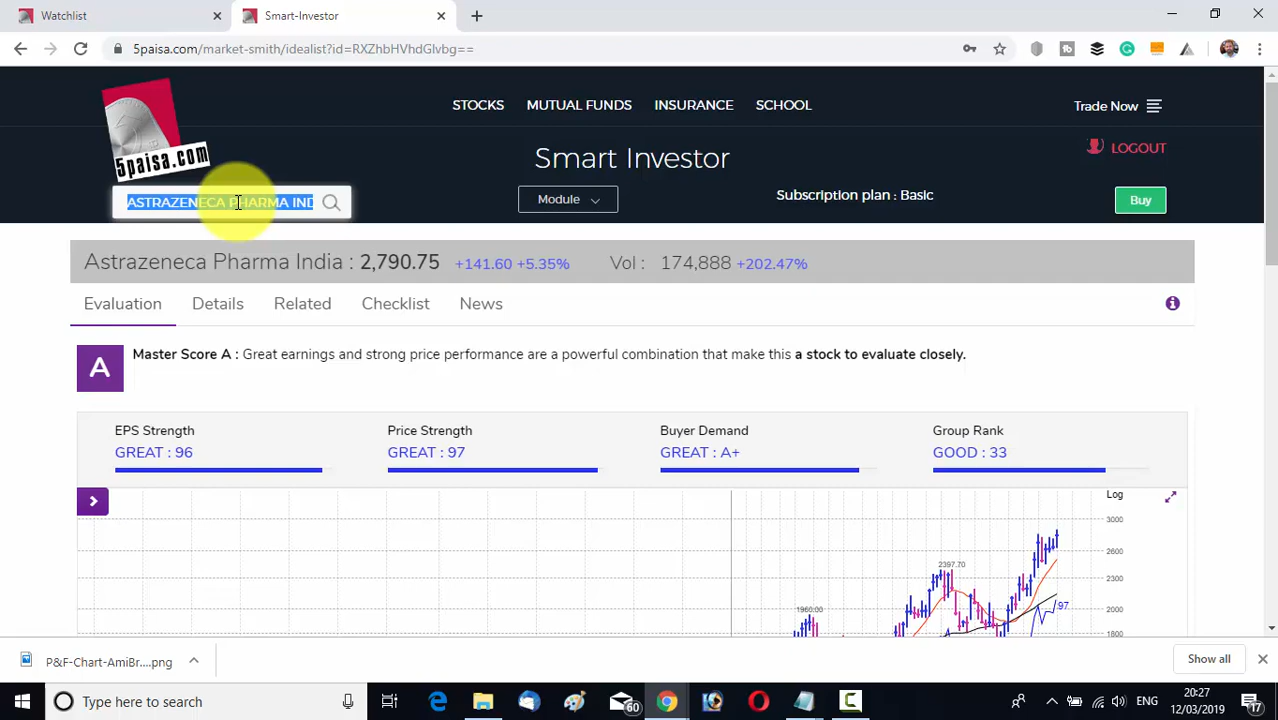 Watchlist
Smart-Investor
5paisa.com/market-smith/idealist?id=RXZhbHVhdGlvbg==
5paisa.com
STOCKS
MUTUAL FUNDS
INSURANCE
SCHOOL
Trade Now
Smart Investor
LOGOUT
ASTRAZENECA PHARMA IND
Module
Subscription plan : Basic
Buy
Astrazeneca Pharma India : 2,790.75 +141.60 +5.35% Vol : 174,888 +202.47%
Evaluation
Details
Related
Checklist
News
A
Master Score A : Great earnings and strong price performance are a powerful combination that make this a stock to evaluate closely.
EPS Strength
GREAT : 96
Price Strength
GREAT : 97
Buyer Demand
GREAT : A+
Group Rank
GOOD : 33
Log
3000
2600
2397.70
2300
1960.00
97
2000
1800
P&F-Chart-AmiBr....png
Show all
Type here to search
60
ENG
20:27
12/03/2019
17